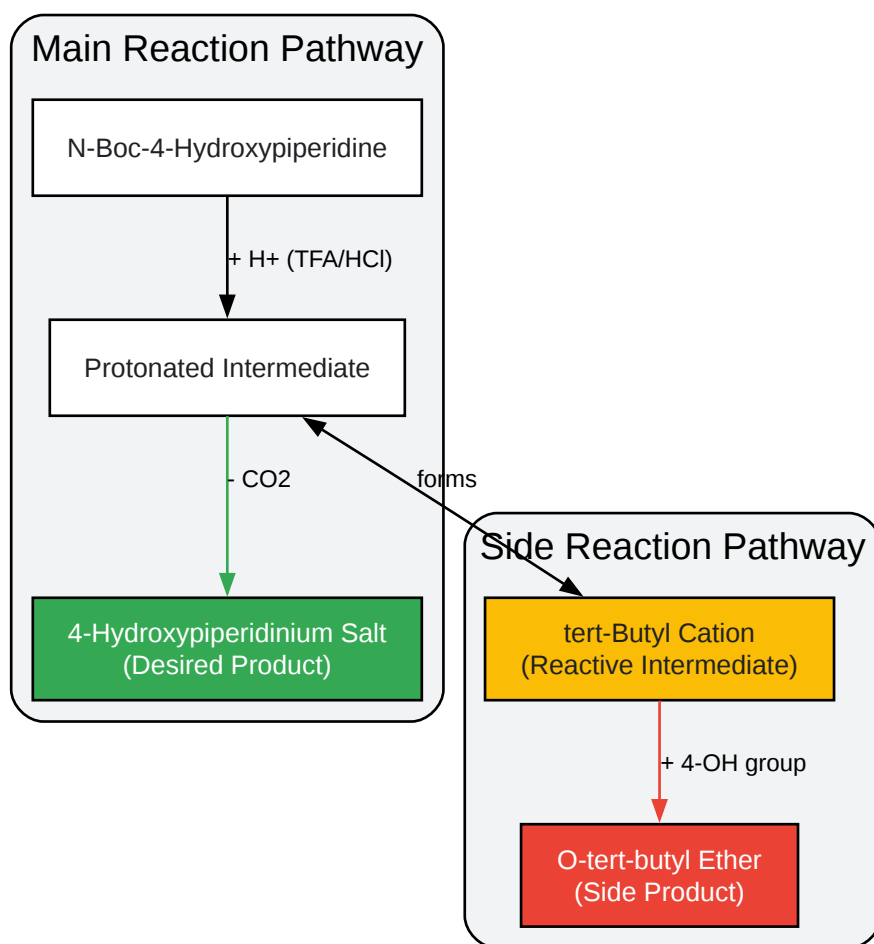 Main Reaction Pathway
N-Boc-4-Hydroxypiperidine
+ H+ (TFA/HCl)
Protonated Intermediate
- CO2
forms
4-Hydroxypiperidinium Salt
(Desired Product)
Side Reaction Pathway
tert-Butyl Cation
(Reactive Intermediate)
+ 4-OH group
O-tert-butyl Ether
(Side Product)